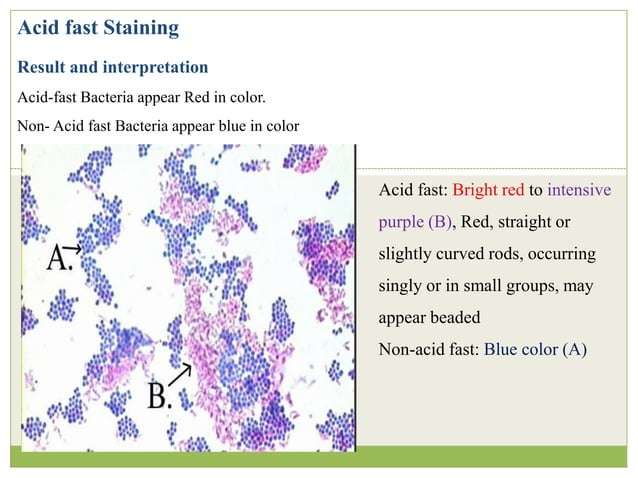 Acid fast Staining
Result and interpretation
Acid-fast Bacteria appear Red in color.
Non- Acid fast Bacteria appear blue in color
A.
B.
Acid fast: Bright red to intensive
purple (B), Red, straight or
slightly curved rods, occurring
singly or in small groups, may
appear beaded
Non-acid fast: Blue color (A)